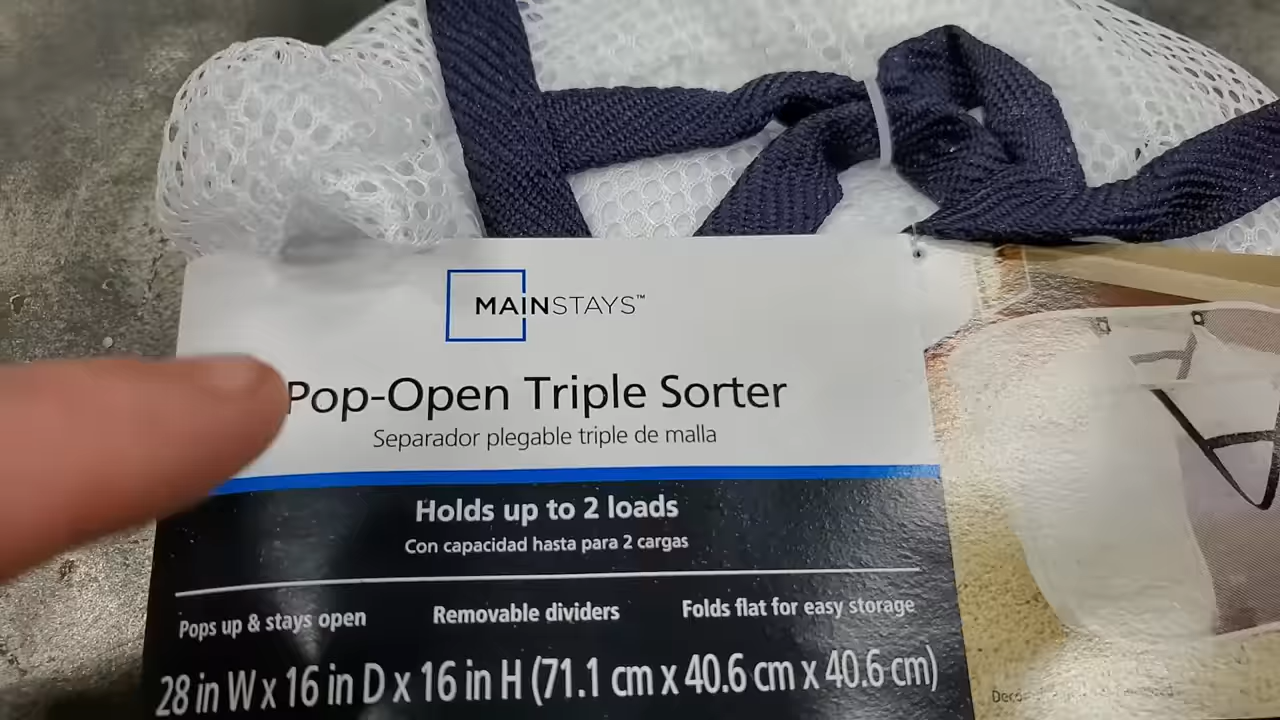 MAINSTAYS™
Pop-Open Triple Sorter
Separador plegable triple de malla
Holds up to 2 loads
Con capacidad hasta para 2 cargas
Pops up & stays open
Removable dividers
Folds flat for easy storage
28 in W x 16 in D x 16 in H (71.1 cm x 40.6 cm x 40.6 cm)